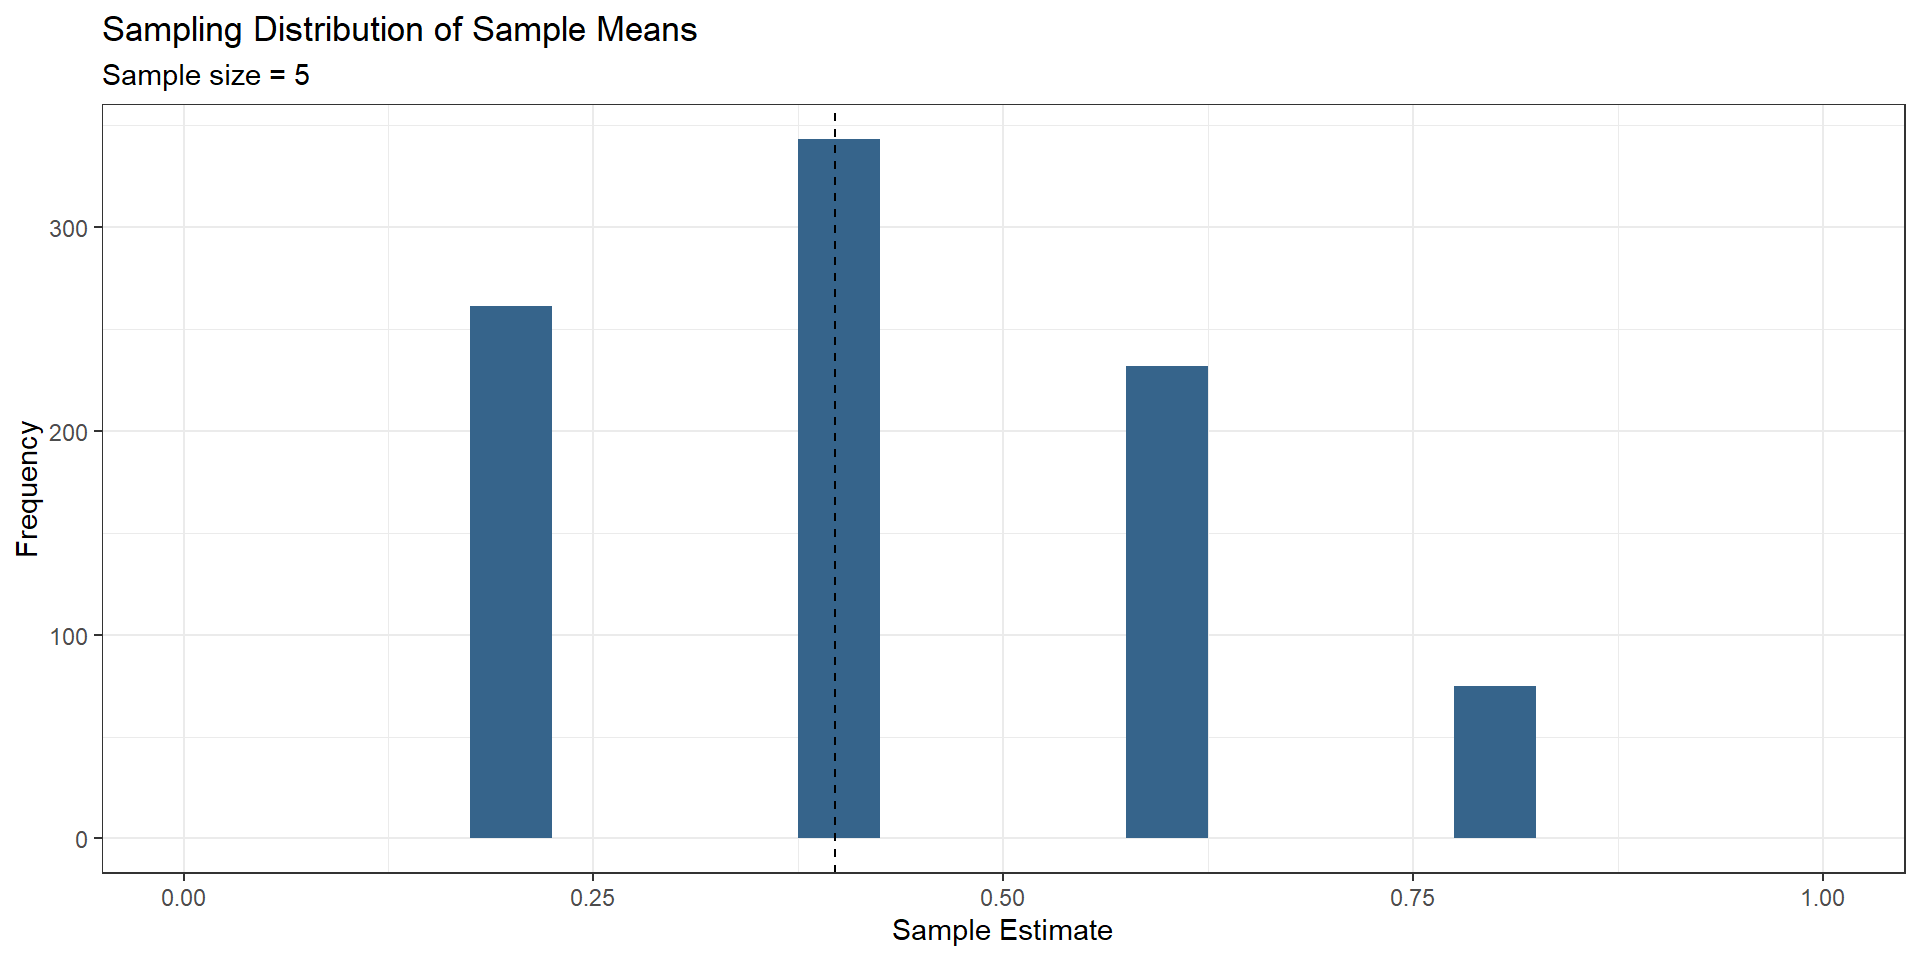 Sampling Distribution of Sample Means
Sample size = 5
Frequency
300
200
100
0
0.00 0.25 0.50 0.75 1.00
Sample Estimate